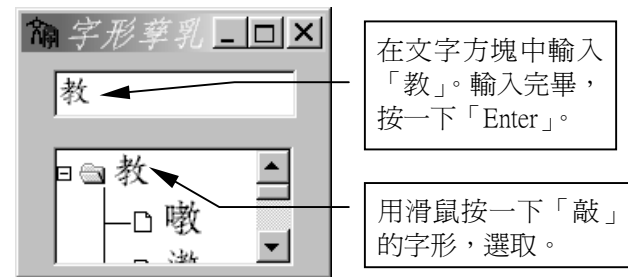 字形孳乳
教
教
嘋
在文字方塊中輸入
「教」。輸入完畢，
按一下「Enter」。
用滑鼠按一下「敲」
的字形，選取。